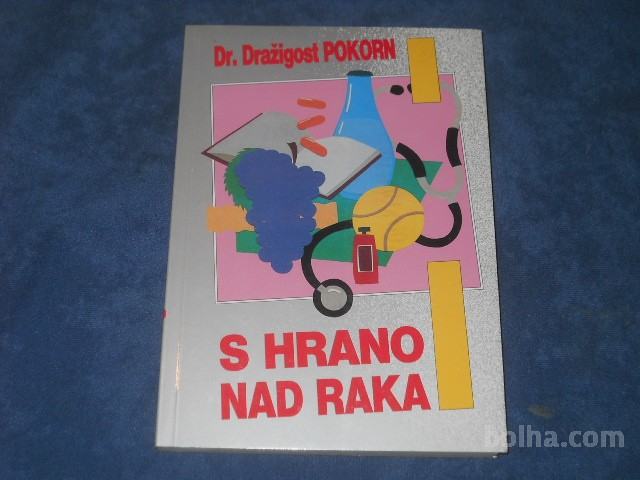 Dr. Dražigost POKORN
S HRANO
NAD RAKA
bolha.com